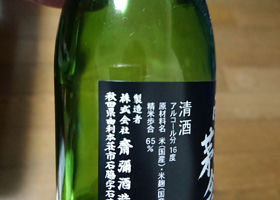 清酒
アルコール分 16度
原材料名 米(国産)・米麹(国産
精米歩合 65%
製造者
株式会社 齋彌酒造
秋田県由利本荘市石脇字石